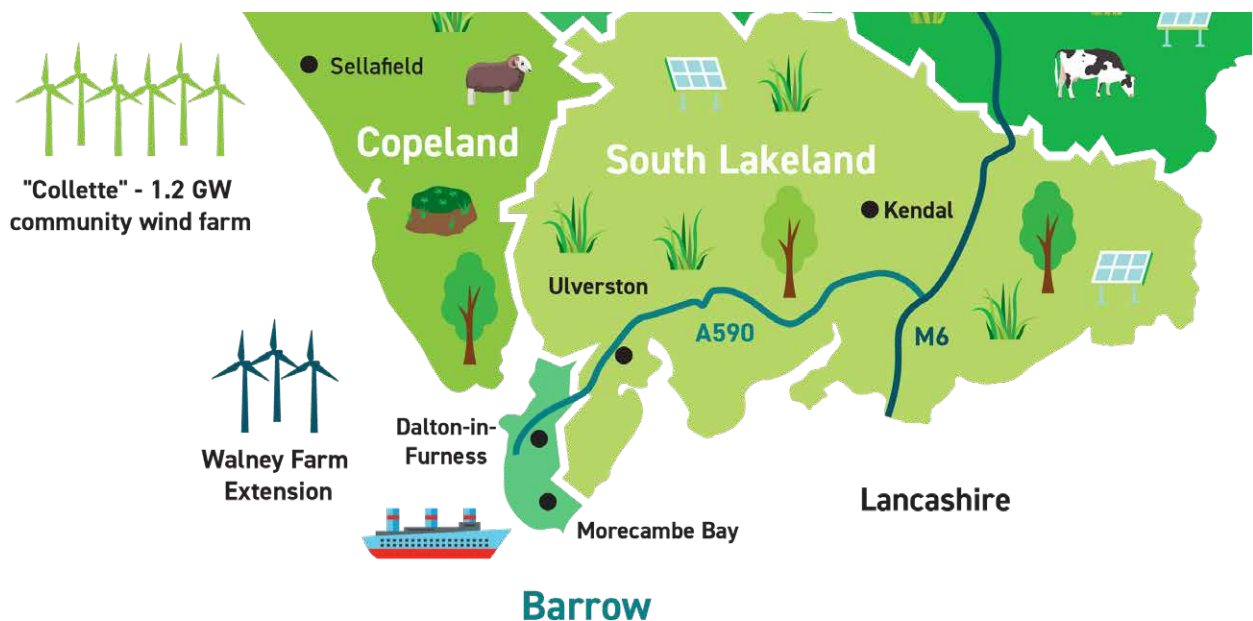 Sellafield
Copeland
South Lakeland
"Collette" - 1.2 GW
community wind farm
Kendal
Ulverston
A590
M6
Dalton-in-
Furness
Walney Farm
Extension
Lancashire
Morecambe Bay
Barrow